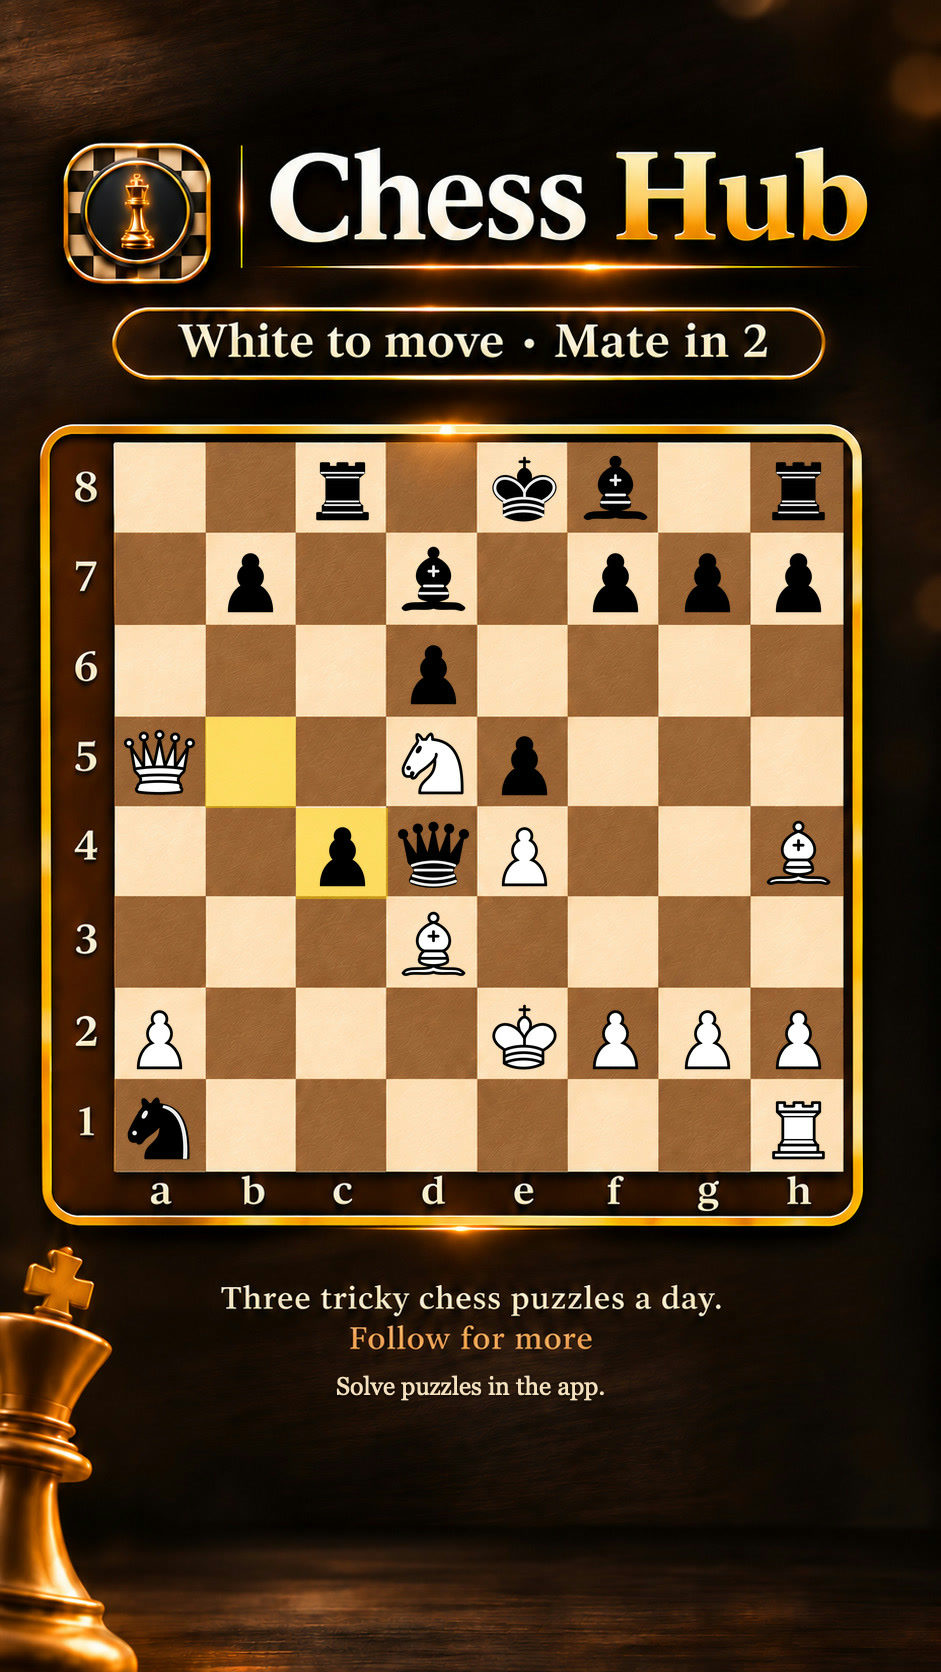 Chess Hub
White to move • Mate in 2
8
7
6
5
4
3
2
1
a b c d e f g h
Three tricky chess puzzles a day.
Follow for more
Solve puzzles in the app.